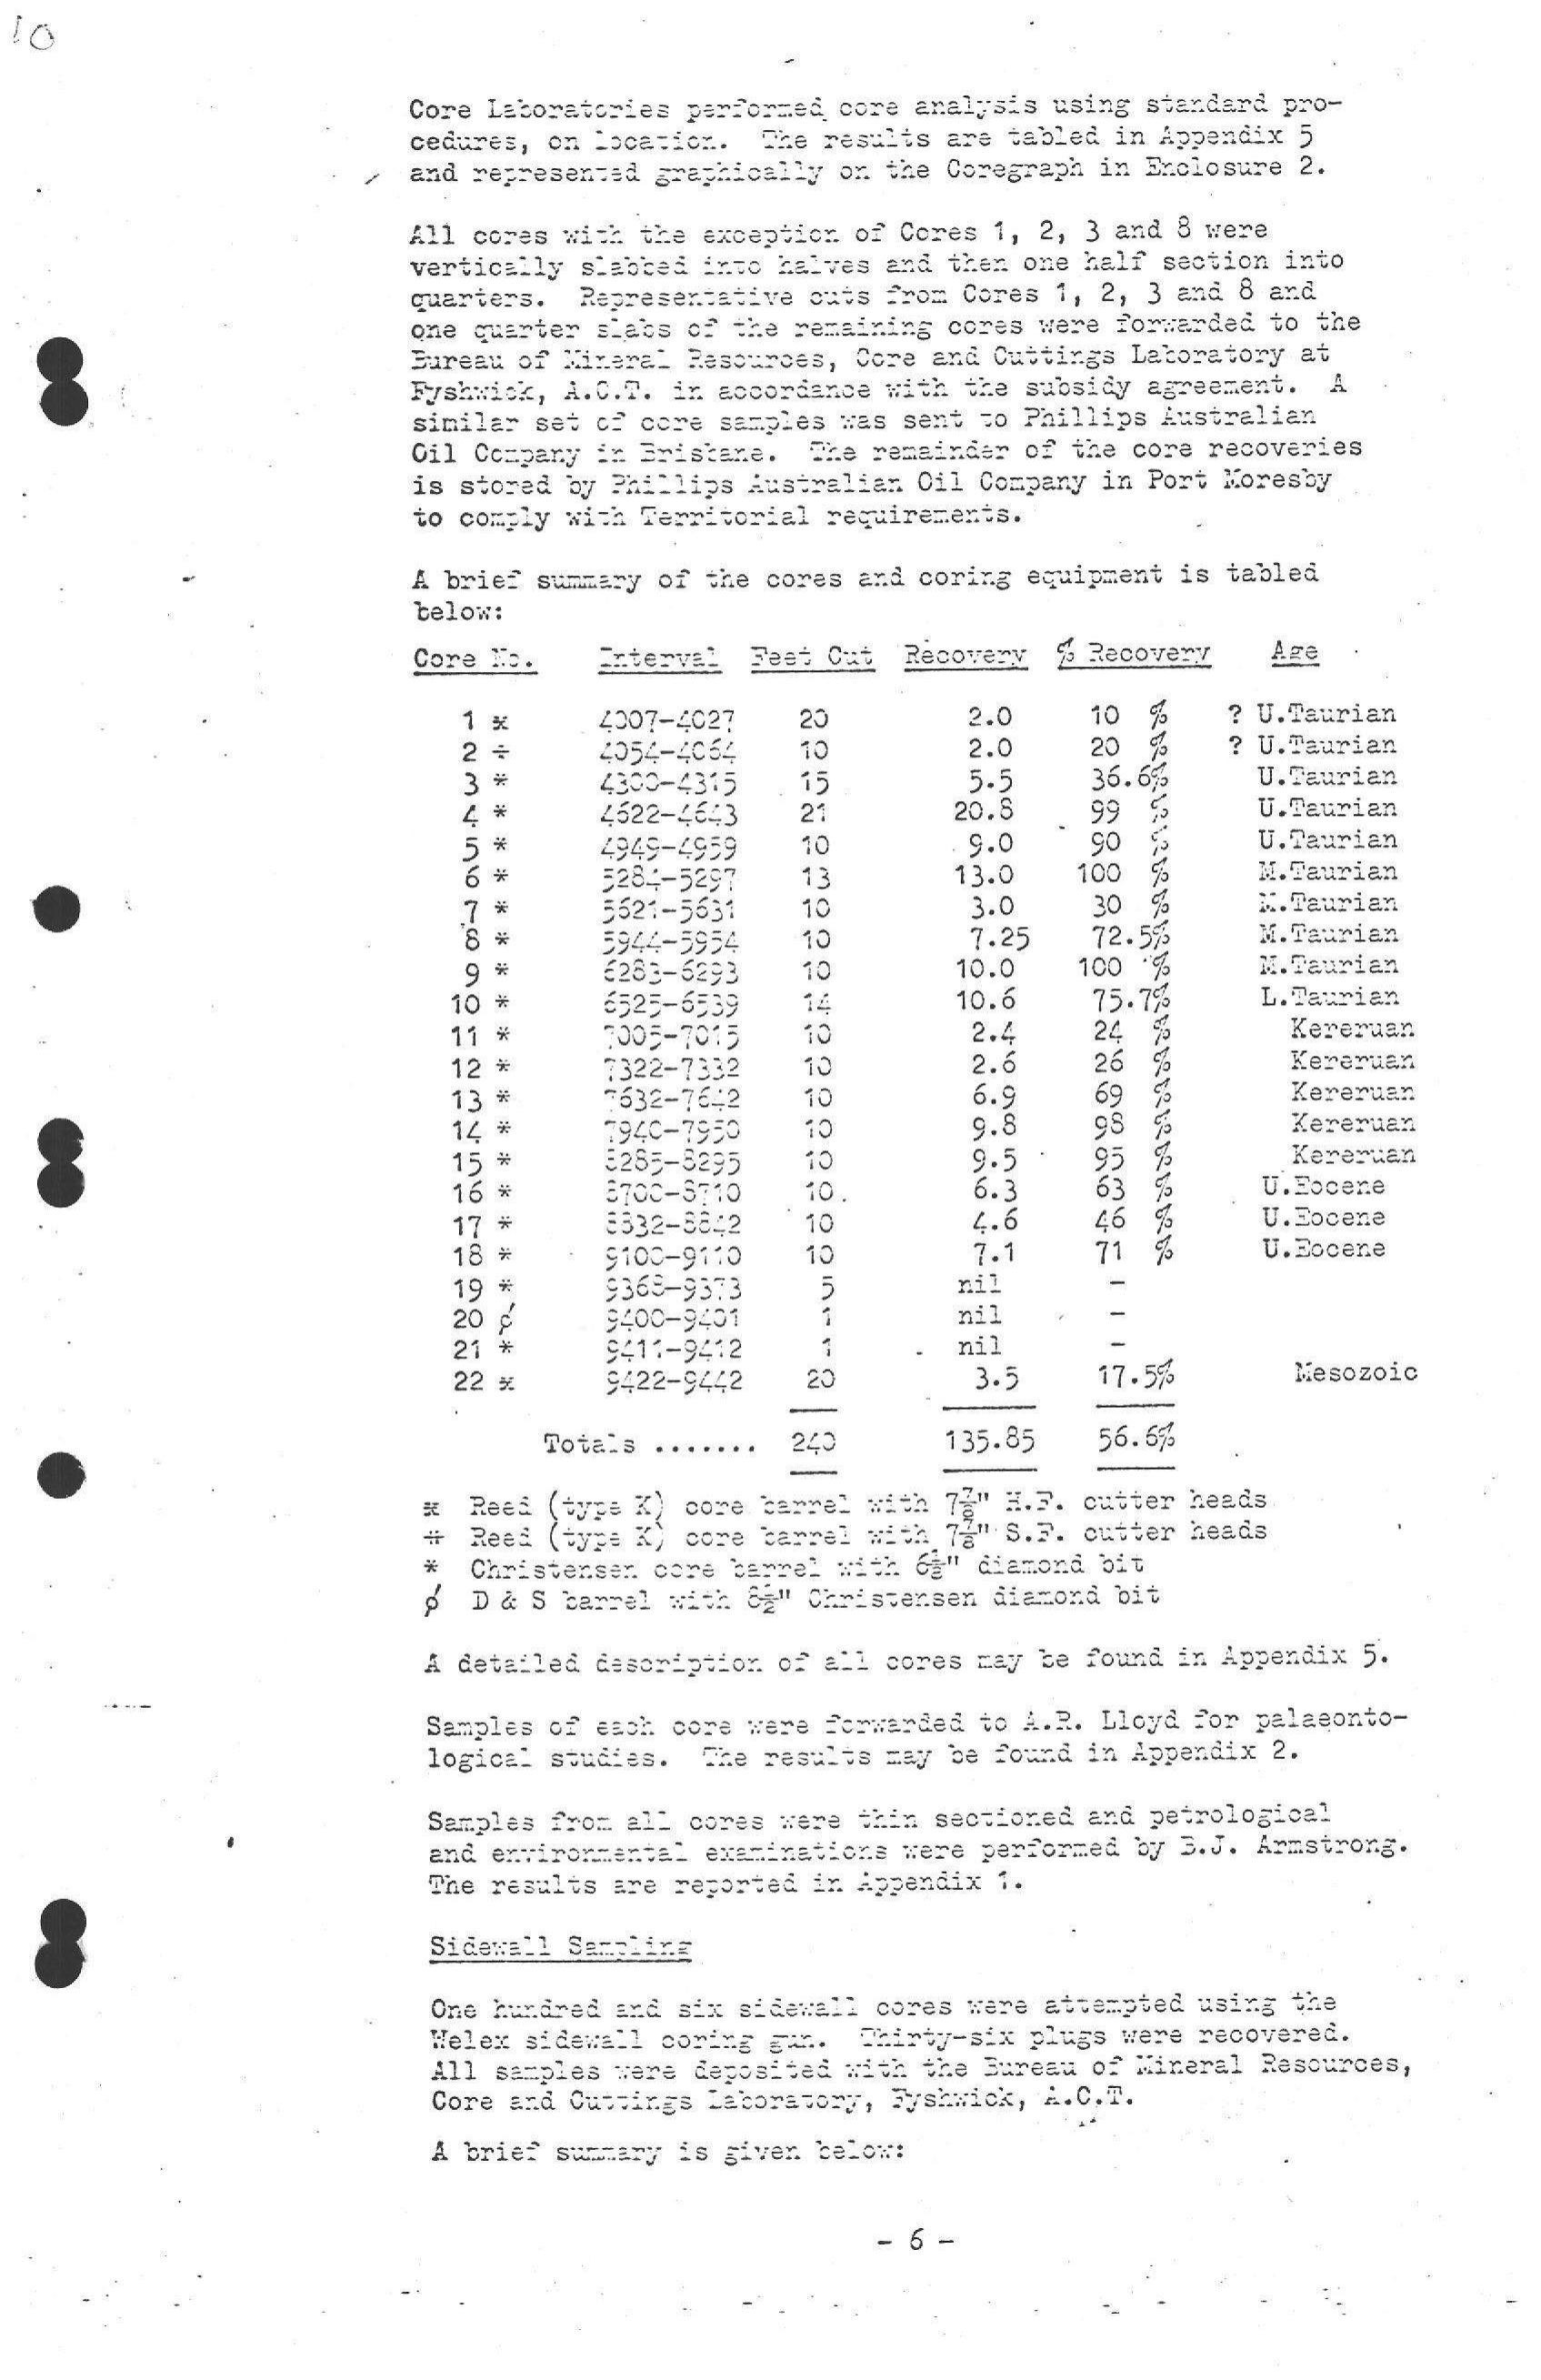 10
Core Laboratories performed core analysis using standard pro-
cedures, on location. The results are tabled in Appendix 5
and represented graphically on the Coregraph in Enclosure 2.
All cores with the exception of Cores 1, 2, 3 and 8 were
vertically slabbed into halves and then one half section into
quarters. Representative cuts from Cores 1, 2, 3 and 8 and
one quarter slabs of the remaining cores were forwarded to the
Bureau of Mineral Resources, Core and Cuttings Laboratory at
Fyshwick, A.C.T. in accordance with the subsidy agreement. A
similar set of core samples was sent to Phillips Australian
Oil Company in Brisbane. The remainder of the core recoveries
is stored by Phillips Australian Oil Company in Port Moresby
to comply with Territorial requirements.
A brief summary of the cores and coring equipment is tabled
below:
Core No. Interval Feet Cut Recovery % Recovery Age
1 ж 4007-4027 20 2.0 10 % ? U.Taurian
2 ÷ 4054-4064 10 2.0 20 % ? U.Taurian
3 * 4300-4315 15 5.5 36.6% U.Taurian
4 * 4622-4643 21 20.8 99 % U.Taurian
5 * 4949-4959 10 9.0 90 % U.Taurian
6 * 5284-5297 13 13.0 100 % M.Taurian
7 * 5621-5631 10 3.0 30 % M.Taurian
8 * 5944-5954 10 7.25 72.5% M.Taurian
9 * 6283-6293 10 10.0 100 % M.Taurian
10 * 6525-6539 14 10.6 75.7% L.Taurian
11 * 7005-7015 10 2.4 24 % Kereruan
12 * 7322-7332 10 2.6 26 % Kereruan
13 * 7632-7642 10 6.9 69 % Kereruan
14 * 7940-7950 10 9.8 98 % Kereruan
15 * 8285-8295 10 9.5 95 % Kereruan
16 * 8700-8710 10 6.3 63 % U.Eocene
17 * 8832-8842 10 4.6 46 % U.Eocene
18 * 9100-9110 10 7.1 71 % U.Eocene
19 * 9368-9373 5 nil -
20 ϕ 9400-9401 1 nil -
21 * 9411-9412 1 nil -
22 ж 9422-9442 20 3.5 17.5% Mesozoic
Totals ....... 240 135.85 56.6%
ж Reed (type K) core barrel with 7⅞" H.F. cutter heads
# Reed (type K) core barrel with 7⅞" S.F. cutter heads
* Christensen core barrel with 6½" diamond bit
ϕ D & S barrel with 8½" Christensen diamond bit
A detailed description of all cores may be found in Appendix 5.
Samples of each core were forwarded to A.R. Lloyd for palaeonto-
logical studies. The results may be found in Appendix 2.
Samples from all cores were thin sectioned and petrological
and environmental examinations were performed by B.J. Armstrong.
The results are reported in Appendix 1.
Sidewall Sampling
One hundred and six sidewall cores were attempted using the
Welex sidewall coring gun. Thirty-six plugs were recovered.
All samples were deposited with the Bureau of Mineral Resources,
Core and Cuttings Laboratory, Fyshwick, A.C.T.
A brief summary is given below:
- 6 -